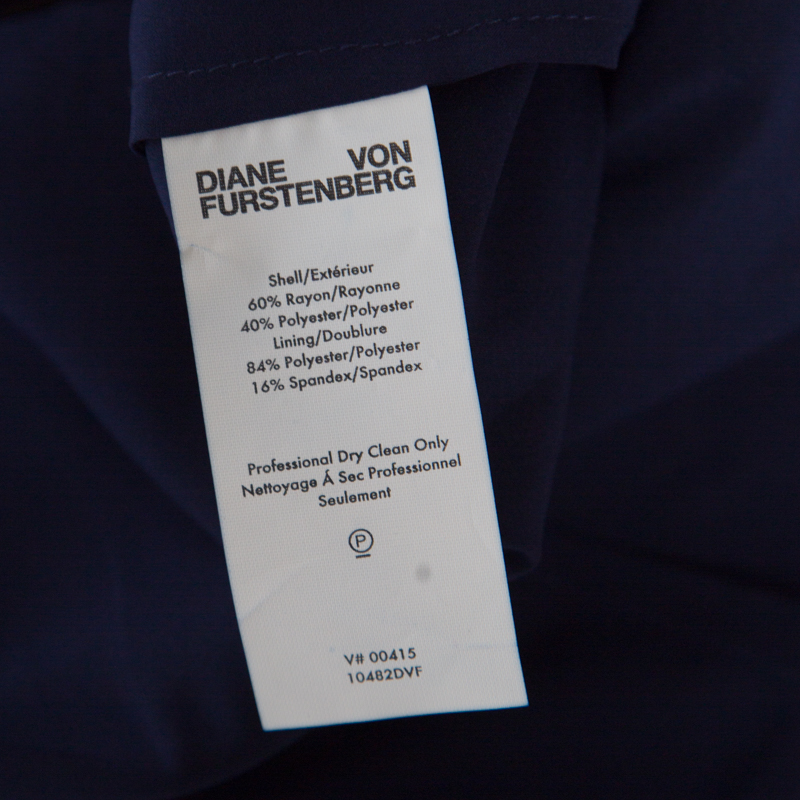 DIANE VON
FURSTENBERG
Shell/Extérieur
60% Rayon/Rayonne
40% Polyester/Polyester
Lining/Doublure
84% Polyester/Polyester
16% Spandex/Spandex
Professional Dry Clean Only
Nettoyage Á Sec Professionnel
Seulement
P
V# 00415
10482DVF